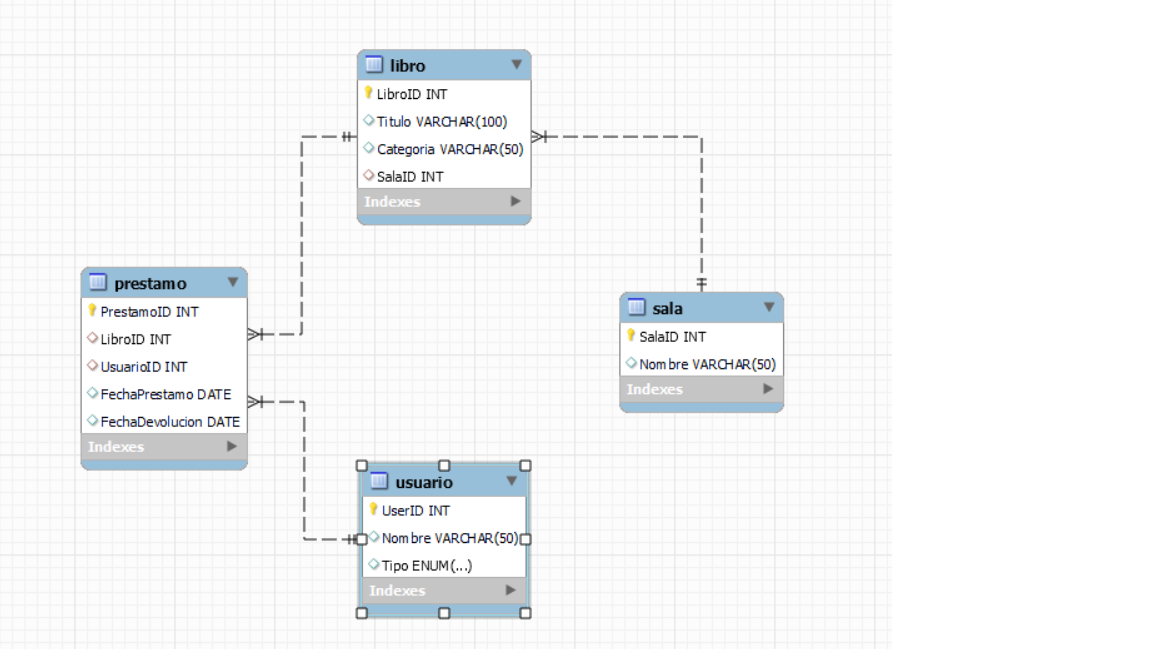 libro
LibroID INT
Titulo VARCHAR(100)
Categoria VARCHAR(50)
SalaID INT
Indexes
prestamo
PrestamoID INT
LibroID INT
UsuarioID INT
FechaPrestamo DATE
FechaDevolucion DATE
Indexes
sala
SalaID INT
Nombre VARCHAR(50)
Indexes
usuario
UserID INT
Nombre VARCHAR(50)
Tipo ENUM(...)
Indexes